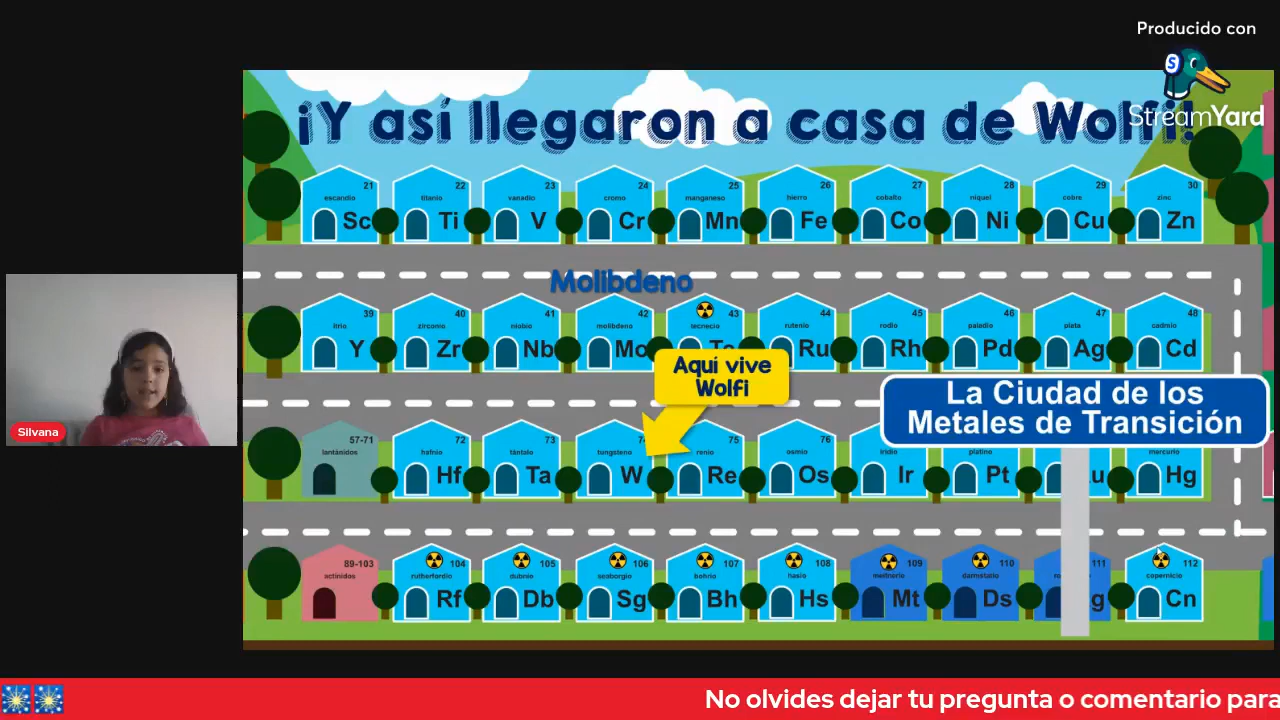 Producido con
StreamYard
¡Y así llegaron a casa de Wolfi!
21 22 23 24 25 26 27 28 29 30
escandio titanio vanadio cromo manganeso hierro cobalto níquel cobre zinc
Sc Ti V Cr Mn Fe Co Ni Cu Zn
Molibdeno
39 40 41 42 43 44 45 46 47 48
itrio zirconio niobio molibdeno tecnecio rutenio rodio paladio plata cadmio
Y Zr Nb Mo Ru Rh Pd Ag Cd
Aquí vive
Wolfi
La Ciudad de los
Metales de Transición
57-71 72 73 75 76
lantánidos hafnio tántalo tungsteno renio osmio iridio platino mercurio
Hf Ta W Re Os Ir Pt Hg
89-103 104 105 106 107 108 109 110 111 112
actínidos rutherfordio dubnio seaborgio bohrio hasio meitnerio darmstatio copernicio
Rf Db Sg Bh Hs Mt Ds Cn
Silvana
No olvides dejar tu pregunta o comentario para